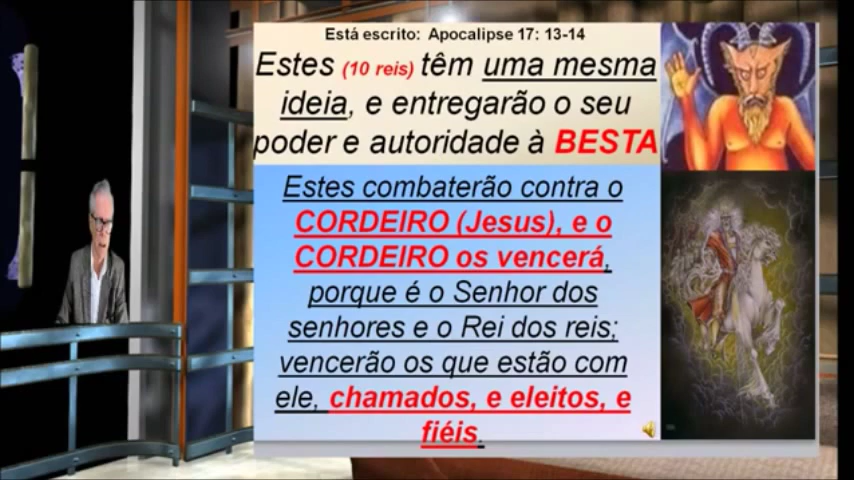 Está escrito: Apocalipse 17: 13-14
Estes (10 reis) têm uma mesma
ideia, e entregarão o seu
poder e autoridade à BESTA
Estes combaterão contra o
CORDEIRO (Jesus), e o
CORDEIRO os vencerá,
porque é o Senhor dos
senhores e o Rei dos reis;
vencerão os que estão com
ele, chamados, e eleitos, e
fiéis.